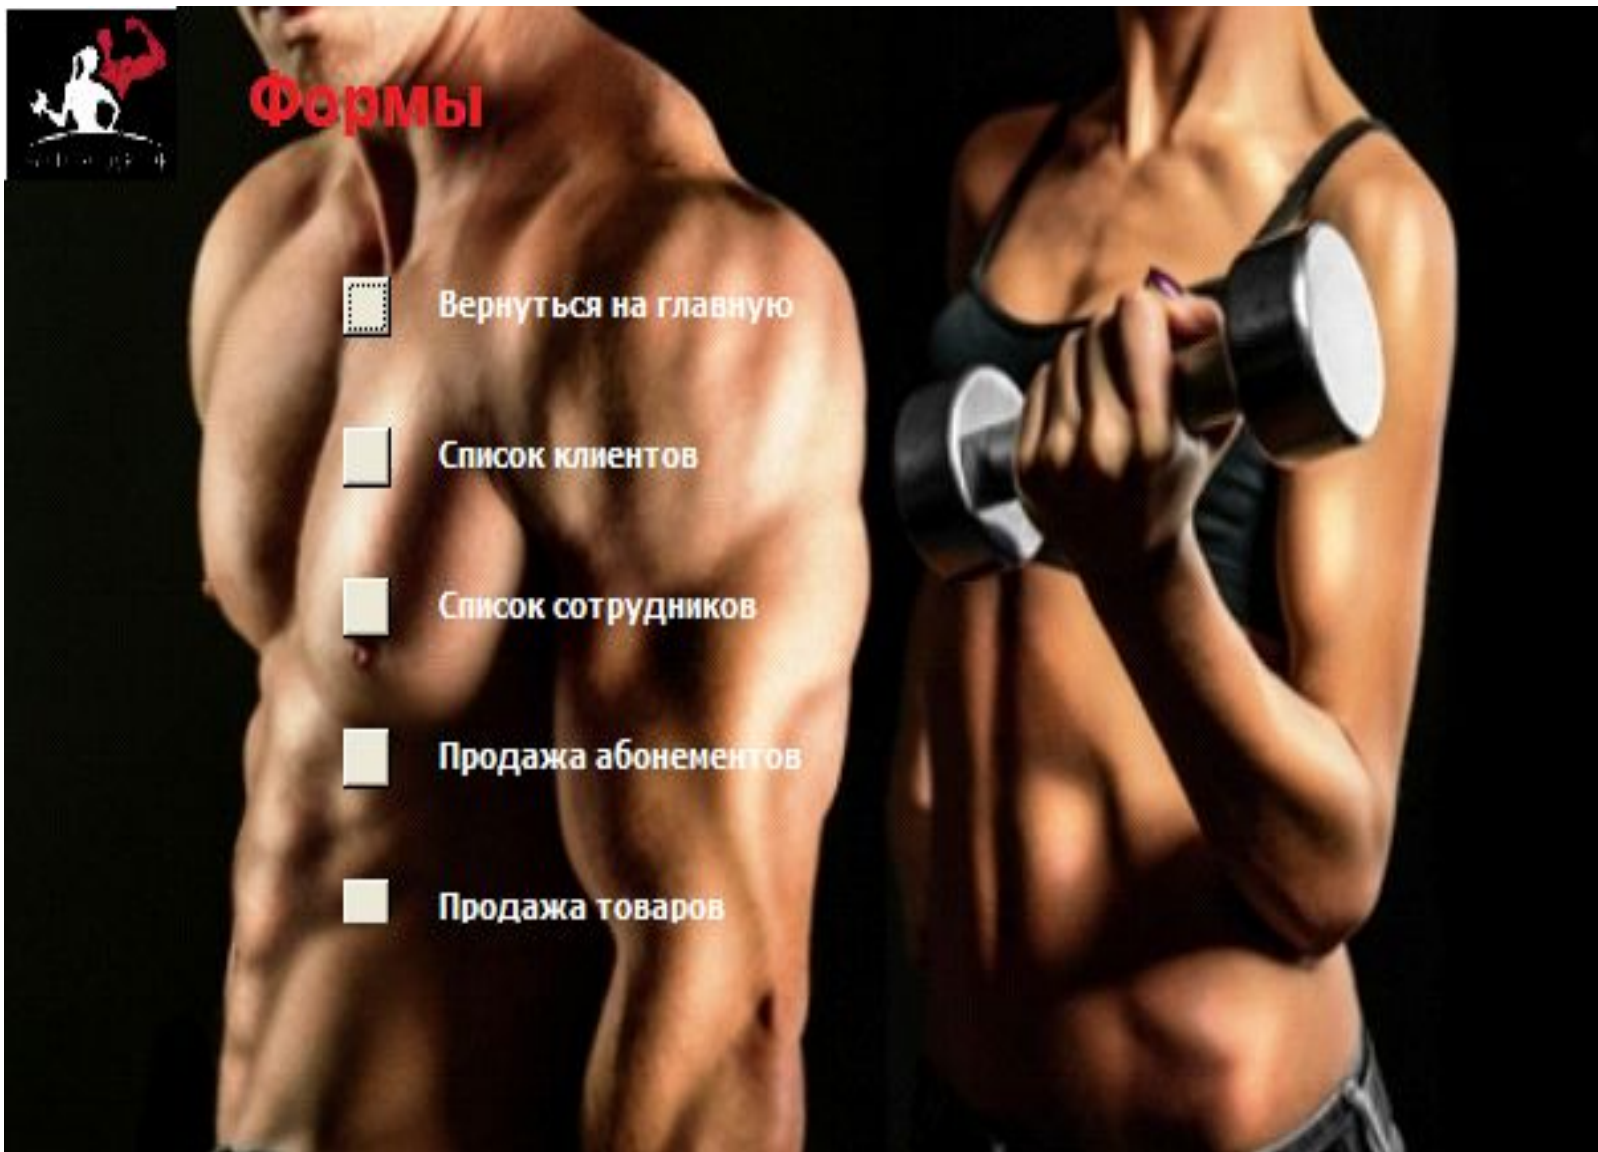 Формы
Вернуться на главную
Список клиентов
Список сотрудников
Продажа абонементов
Продажа товаров